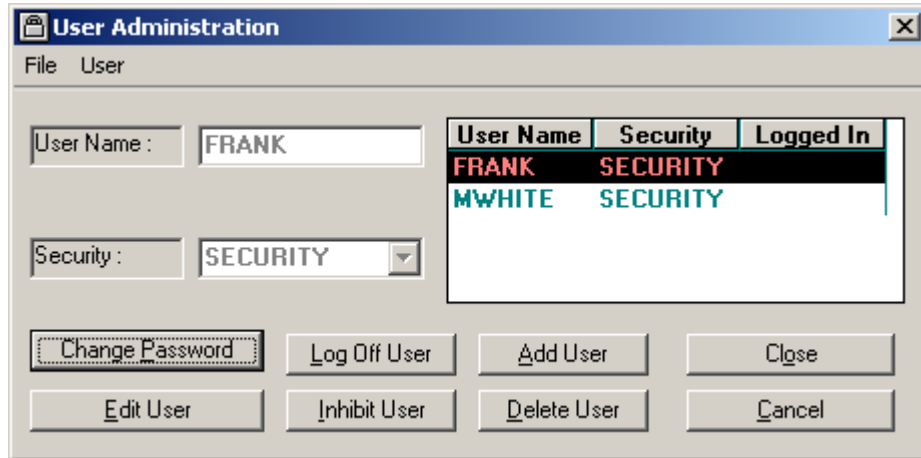 User Administration
File User
User Name : FRANK
Security : SECURITY
User Name Security Logged In
FRANK SECURITY
MWHITE SECURITY
Change Password Log Off User Add User Close
Edit User Inhibit User Delete User Cancel